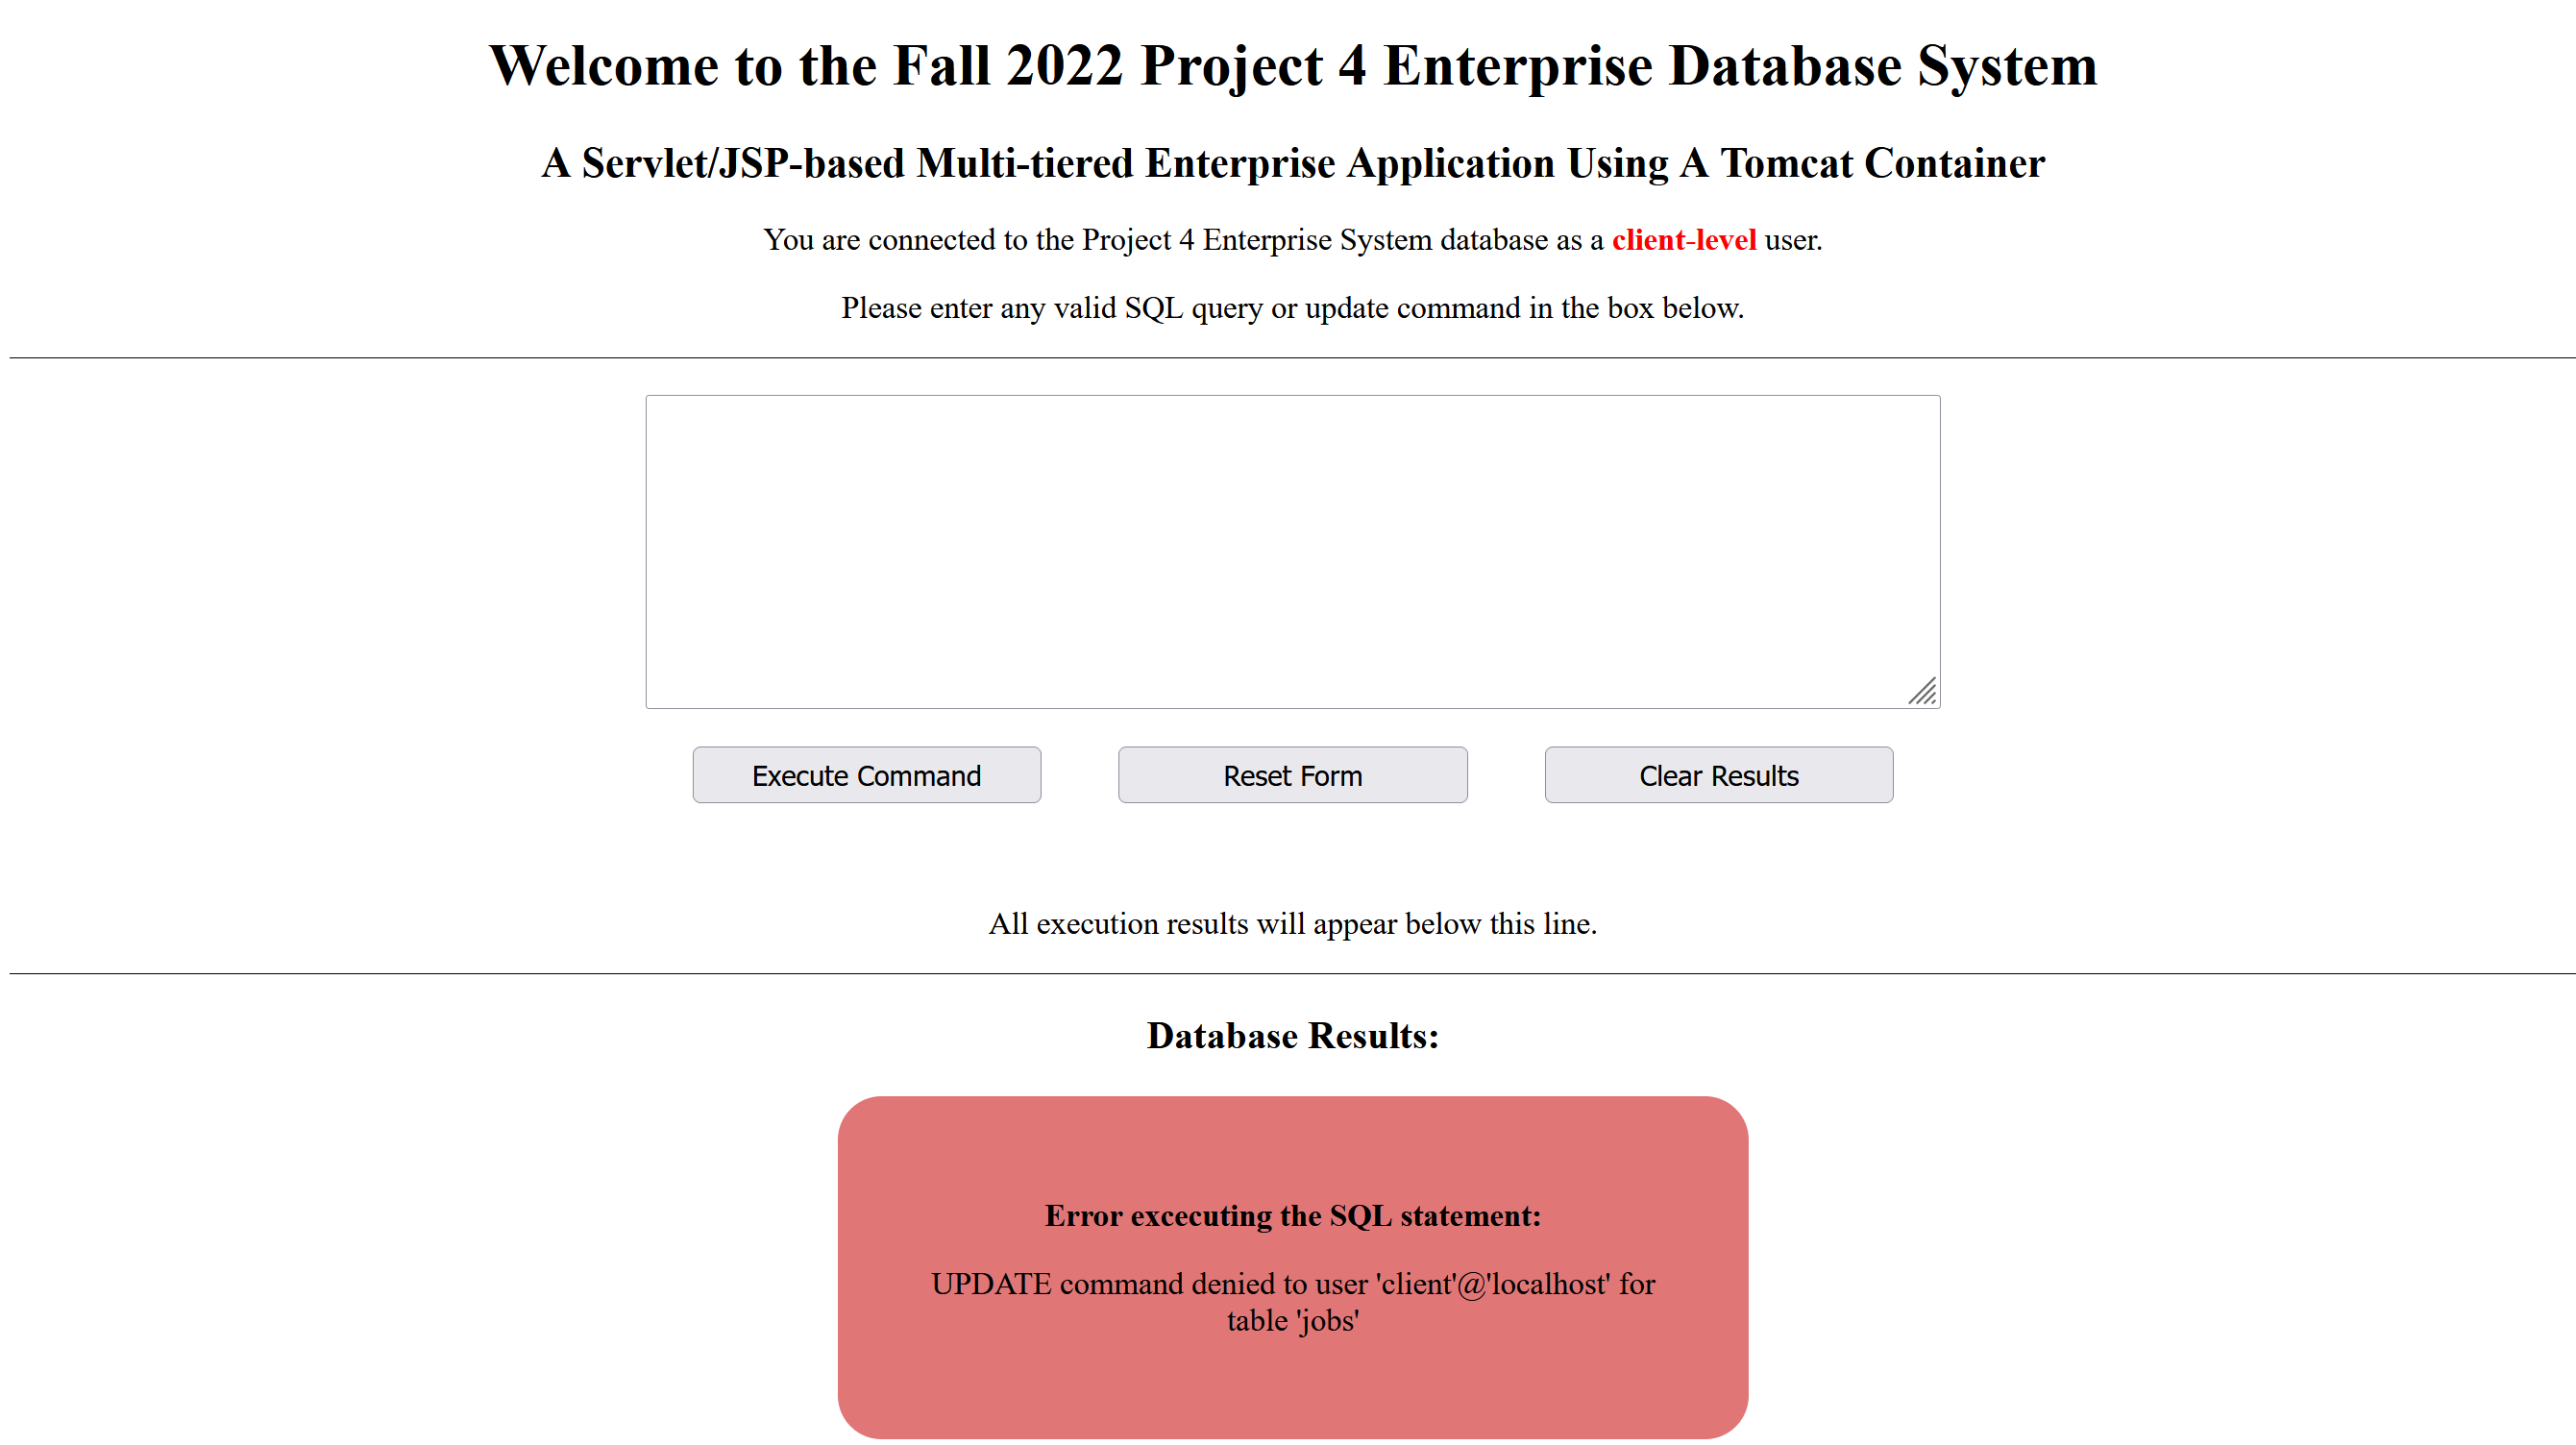 Welcome to the Fall 2022 Project 4 Enterprise Database System
A Servlet/JSP-based Multi-tiered Enterprise Application Using A Tomcat Container
You are connected to the Project 4 Enterprise System database as a client-level user.
Please enter any valid SQL query or update command in the box below.
Execute Command Reset Form Clear Results
All execution results will appear below this line.
Database Results:
Error excecuting the SQL statement:
UPDATE command denied to user 'client'@'localhost' for
table 'jobs'